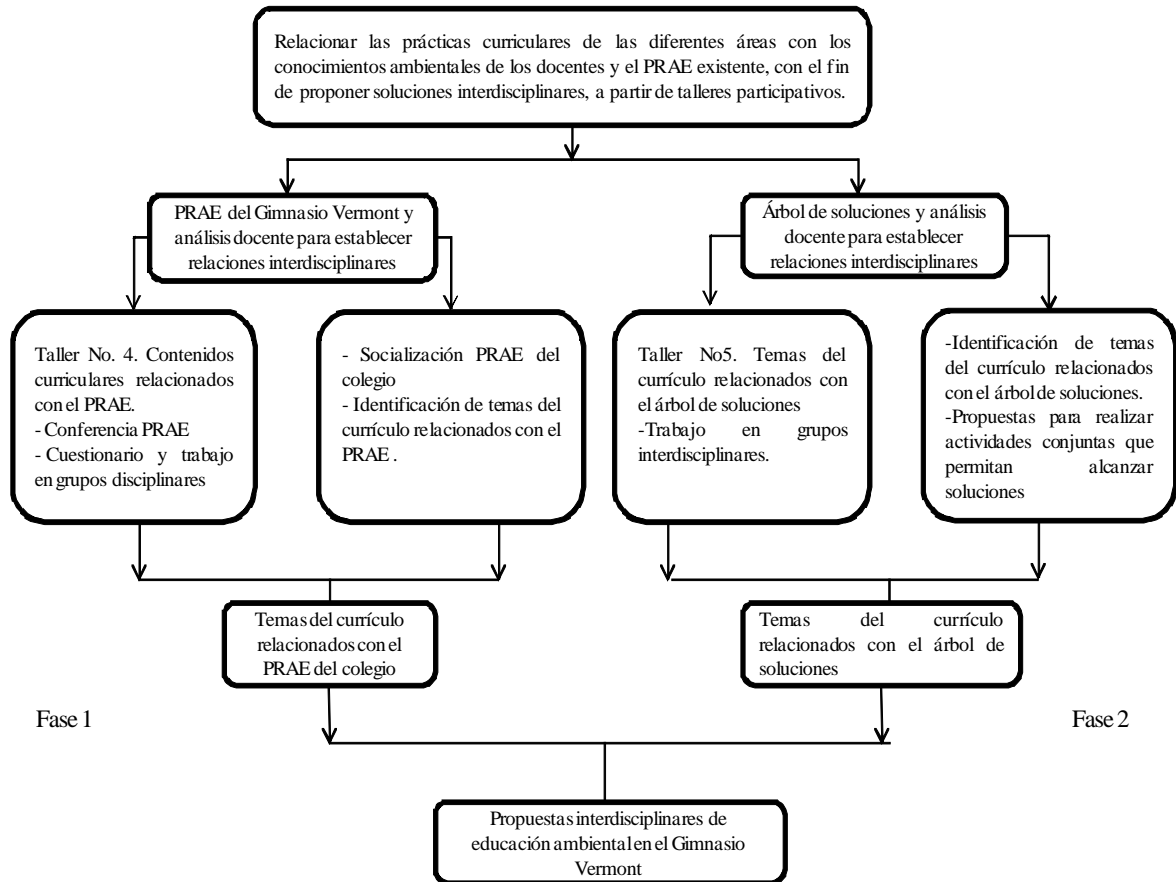 Relacionar las prácticas curriculares de las diferentes áreas con los
conocimientos ambientales de los docentes y el PRAE existente, con el fin
de proponer soluciones interdisciplinares, a partir de talleres participativos.
PRAE del Gimnasio Vermont y
análisis docente para establecer
relaciones interdisciplinares
Árbol de soluciones y análisis
docente para establecer
relaciones interdisciplinares
Taller No. 4. Contenidos
curriculares relacionados
con el PRAE.
- Conferencia PRAE
- Cuestionario y trabajo
en grupos disciplinares
- Socialización PRAE del
colegio
- Identificación de temas del
currículo relacionados con el
PRAE .
Taller No5. Temas del
currículo relacionados con
el árbol de soluciones
-Trabajo en grupos
interdisciplinares.
-Identificación de temas
del currículo relacionados
con el árbol de soluciones.
-Propuestas para realizar
actividades conjuntas que
permitan alcanzar
soluciones
Temas del currículo
relacionados con el
PRAE del colegio
Temas del currículo
relacionados con el árbol de
soluciones
Fase 1
Fase 2
Propuestas interdisciplinares de
educación ambiental en el Gimnasio
Vermont